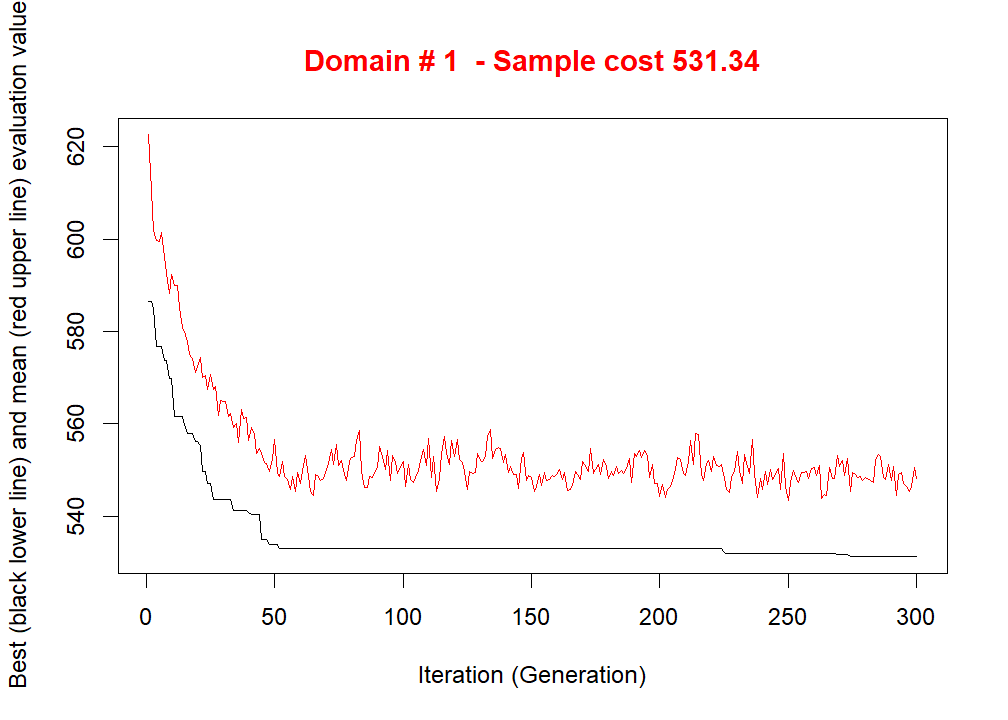 Domain # 1  - Sample cost 531.34
Best (black lower line) and mean (red upper line) evaluation value
620
600
580
560
540
0 50 100 150 200 250 300
Iteration (Generation)